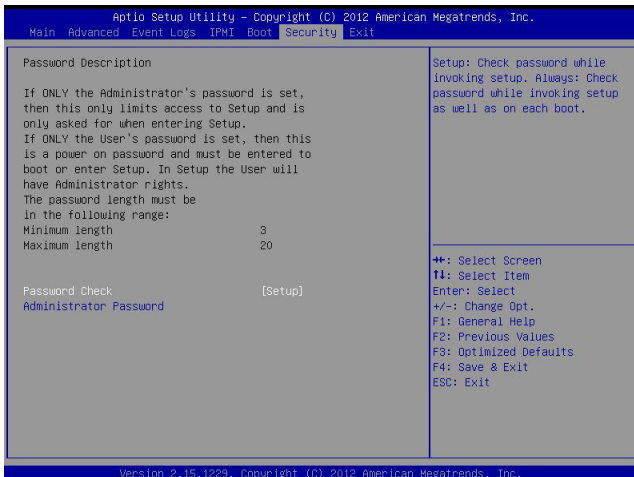 Aptio Setup Utility – Copyright (C) 2012 American Megatrends, Inc.
Main Advanced Event Logs IPMI Boot Security Exit
Password Description
If ONLY the Administrator's password is set,
then this only limits access to Setup and is
only asked for when entering Setup.
If ONLY the User's password is set, then this
is a power on password and must be entered to
boot or enter Setup. In Setup the User will
have Administrator rights.
The password length must be
in the following range:
Minimum length 3
Maximum length 20
Password Check [Setup]
Administrator Password
Setup: Check password while
invoking setup. Always: Check
password while invoking setup
as well as on each boot.
→←: Select Screen
↑↓: Select Item
Enter: Select
+/-: Change Opt.
F1: General Help
F2: Previous Values
F3: Optimized Defaults
F4: Save & Exit
ESC: Exit
Version 2.15.1229. Copyright (C) 2012 American Megatrends, Inc.